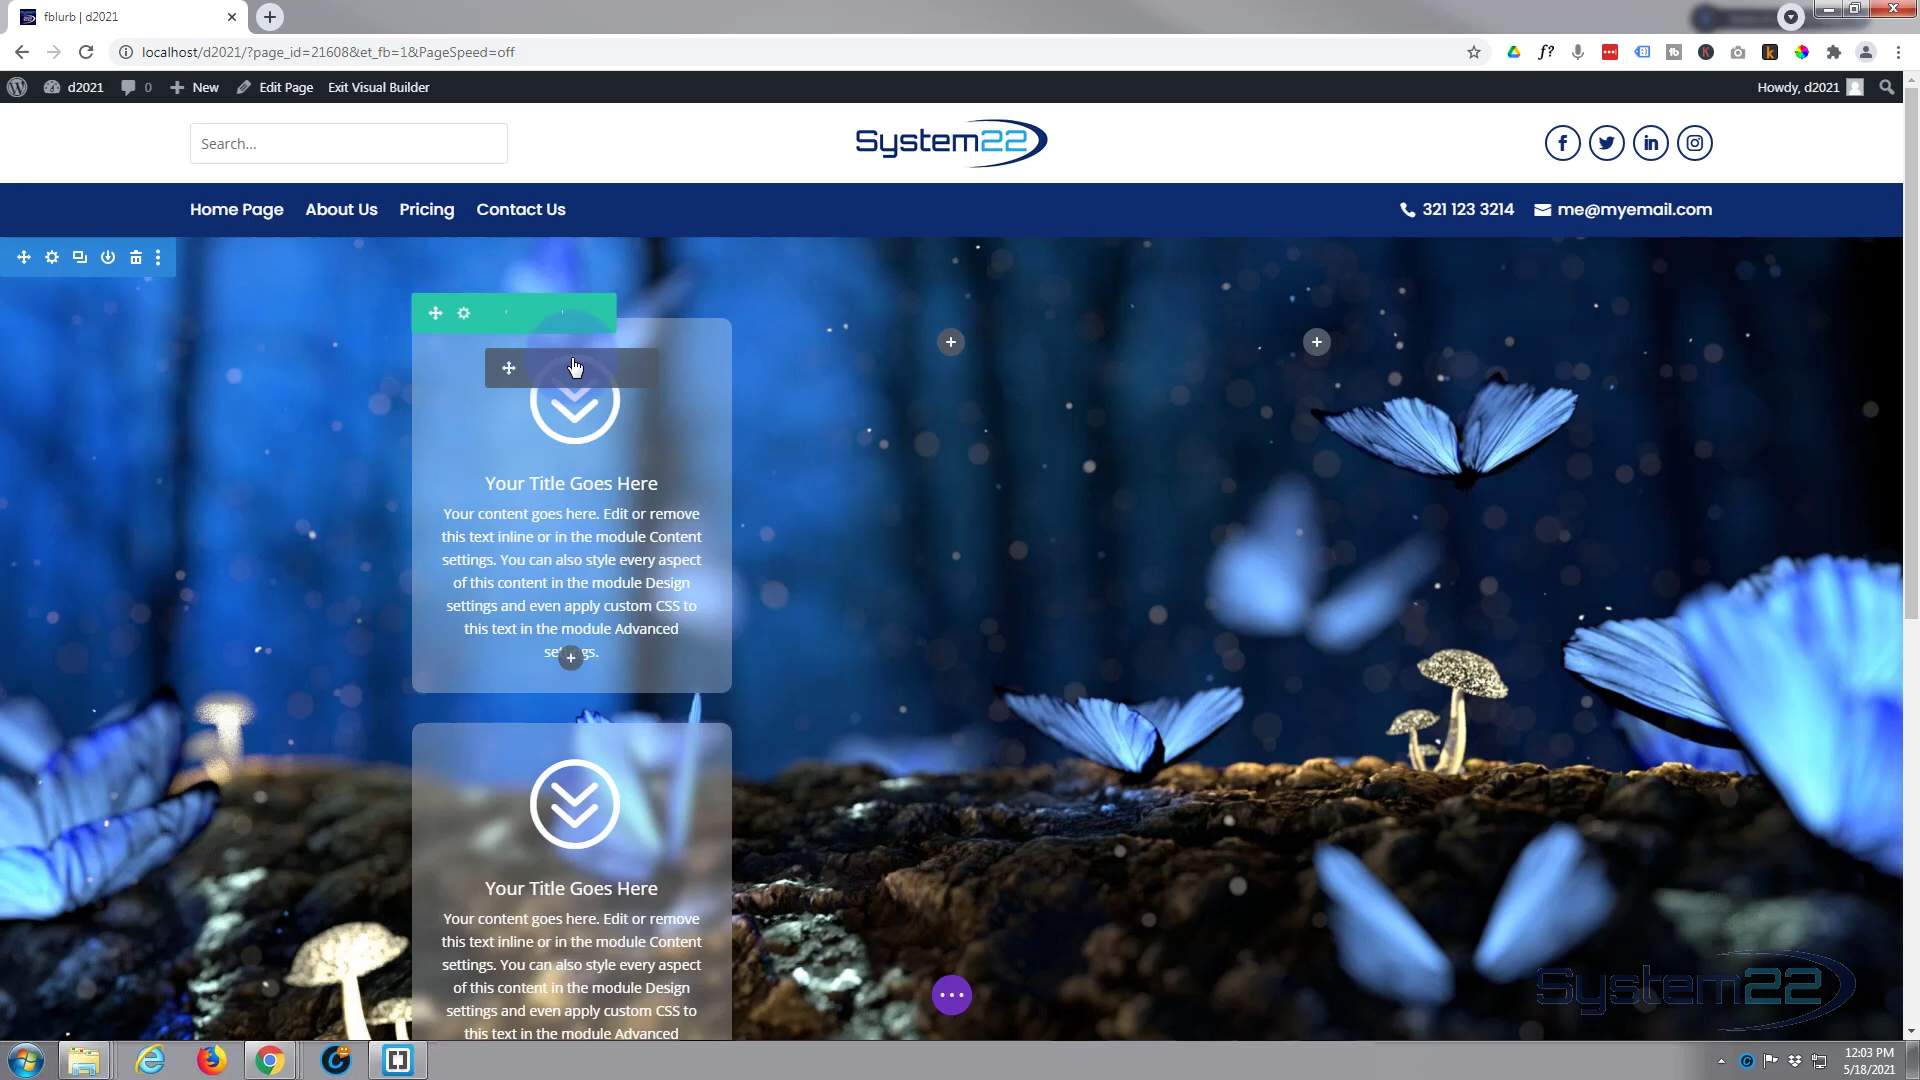 fblurb | d2021
localhost/d2021/?page_id=21608&et_fb=1&PageSpeed=off
d2021
0
New
Edit Page
Exit Visual Builder
Howdy, d2021
Search...
System22
Home Page
About Us
Pricing
Contact Us
321 123 3214
me@myemail.com
Your Title Goes Here
Your content goes here. Edit or remove
this text inline or in the module Content
settings. You can also style every aspect
of this content in the module Design
settings and even apply custom CSS to
this text in the module Advanced
Your Title Goes Here
Your content goes here. Edit or remove
this text inline or in the module Content
settings. You can also style every aspect
of this content in the module Design
settings and even apply custom CSS to
this text in the module Advanced
System22
12:03 PM
5/18/2021